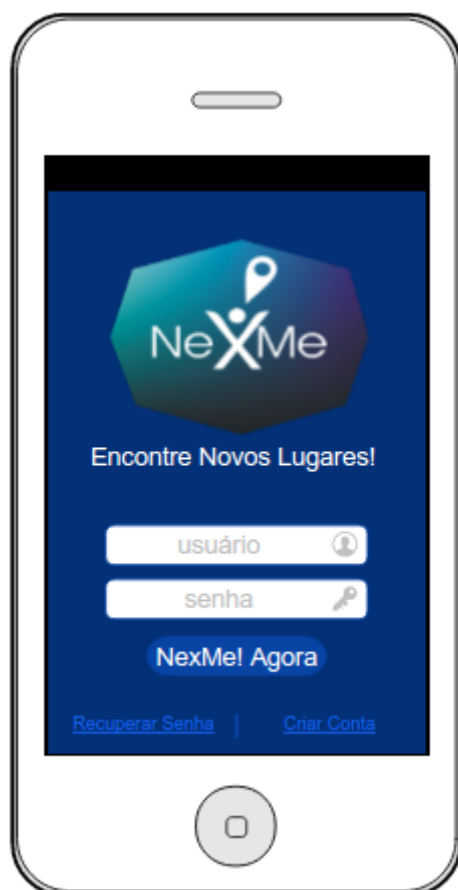 NeXMe
Encontre Novos Lugares!
usuário
senha
NexMe! Agora
Recuperar Senha | Criar Conta